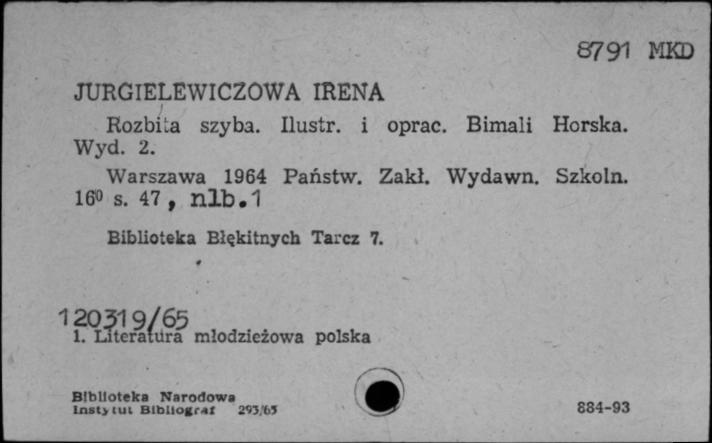 8791 MKD
JURGIELEWICZOWA IRENA
Rozbita szyba. Ilustr. i oprac. Bimali Horska.
Wyd. 2.
Warszawa 1964 Państw. Zakł. Wydawn. Szkoln.
16⁰ s. 47, nlb.1
Biblioteka Błękitnych Tarcz 7.
120319/65
1. Literatura młodzieżowa polska
Biblioteka Narodowa
Instytut Bibliograf 293/65
884-93